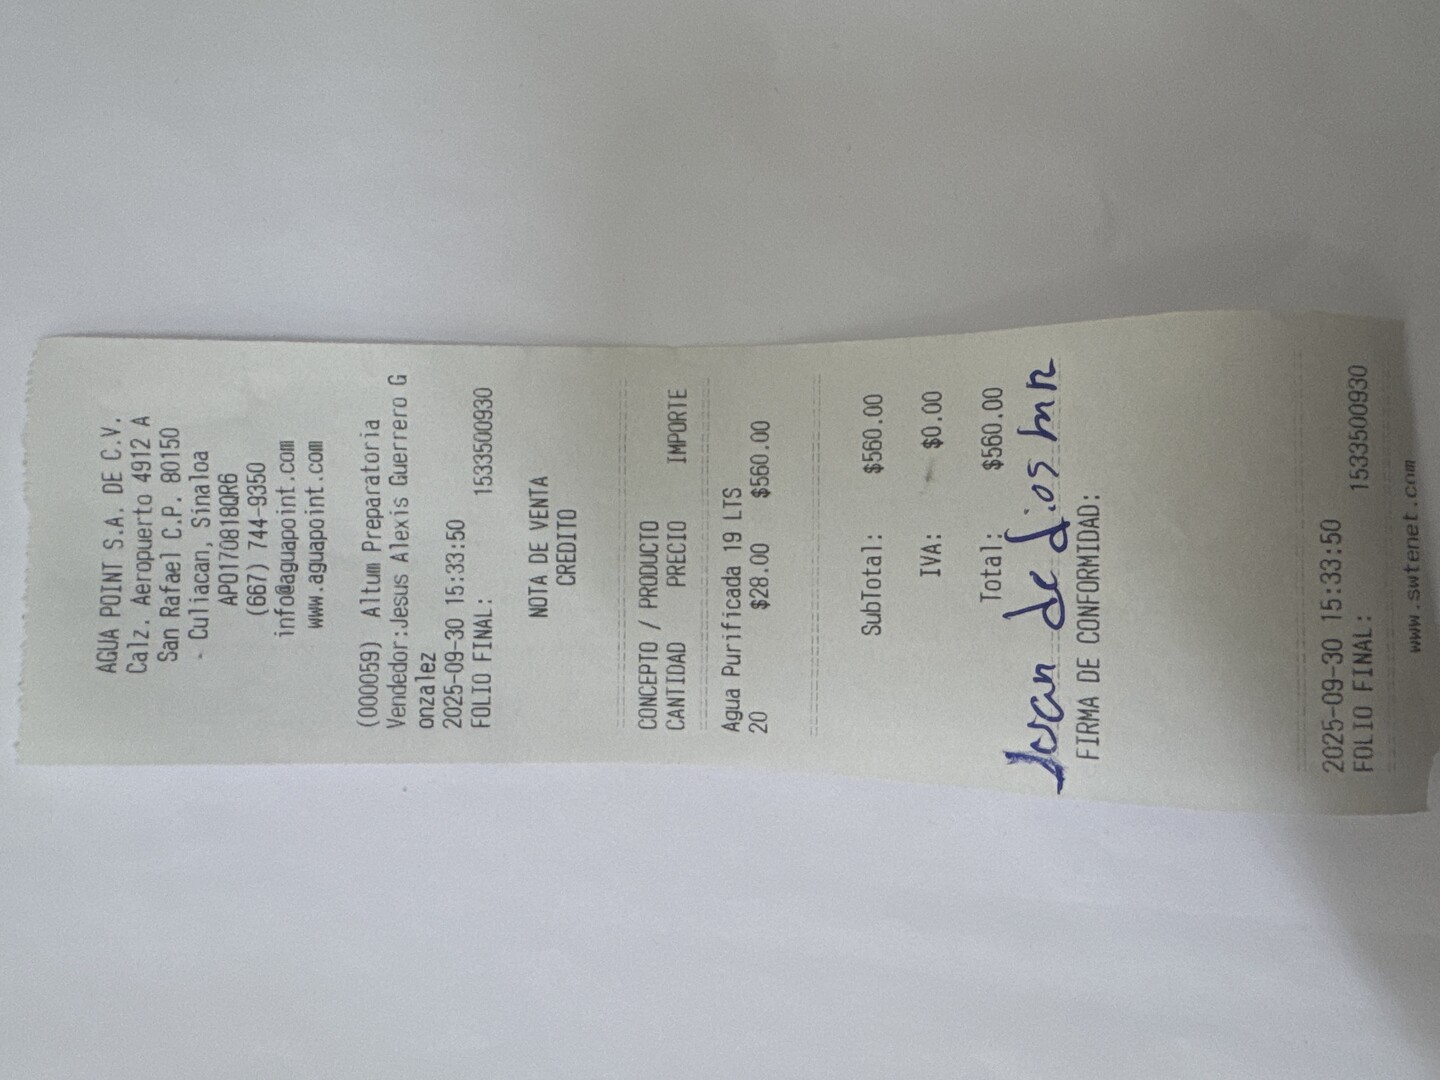 AGUA POINT S.A. DE C.V.
Calz. Aeropuerto 4912 A
San Rafael C.P. 80150
- Culiacan, Sinaloa
APO170818QR6
(667) 744-9350
info@aguapoint.com
www.aguapoint.com
(000059) Altum Preparatoria
Vendedor:Jesus Alexis Guerrero G
onzalez
2025-09-30 15:33:50
FOLIO FINAL: 1533500930
NOTA DE VENTA
CREDITO
CONCEPTO / PRODUCTO
CANTIDAD PRECIO IMPORTE
Agua Purificada 19 LTS
20 $28.00 $560.00
SubTotal: $560.00
IVA: $0.00
Total: $560.00
Juan de dios
FIRMA DE CONFORMIDAD:
2025-09-30 15:33:50
FOLIO FINAL: 1533500930
www.swtenet.com